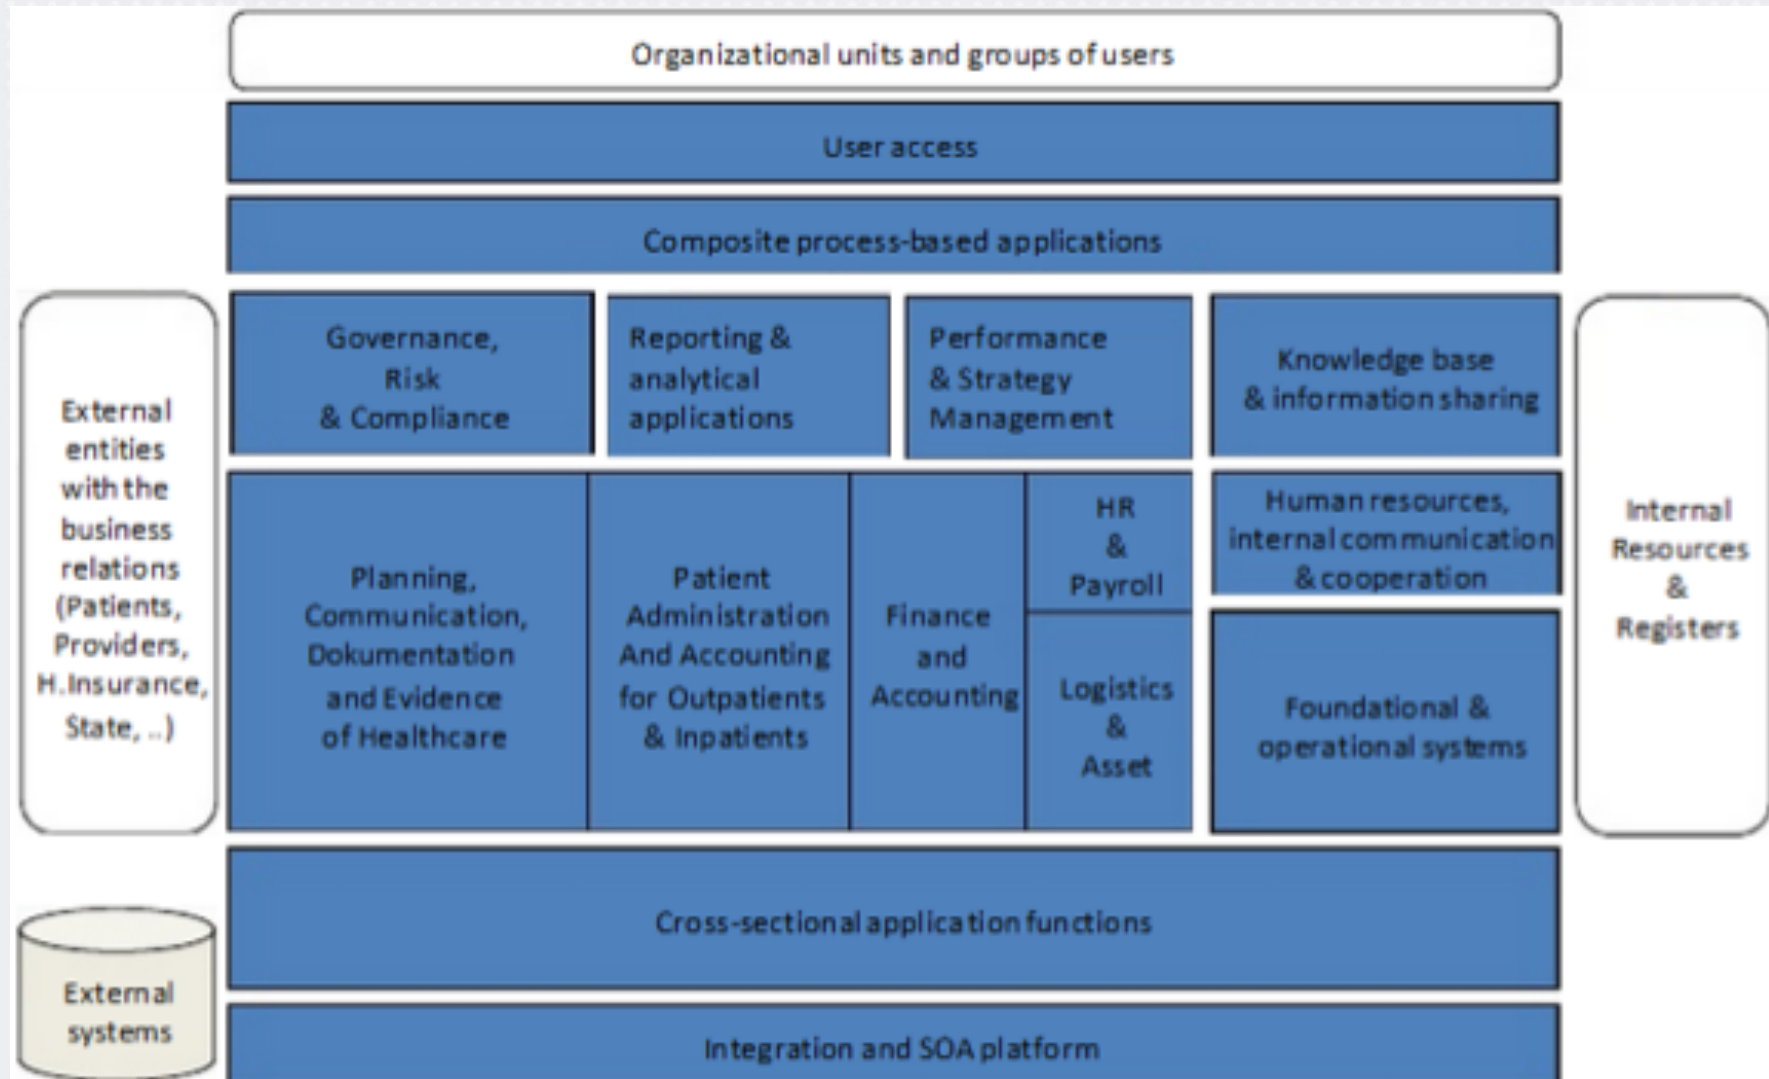 Organizational units and groups of users
User access
Composite process-based applications
External
entities
with the
business
relations
(Patients,
Providers,
H.Insurance,
State, ..)
Governance,
Risk
& Compliance
Reporting &
analytical
applications
Performance
& Strategy
Management
Knowledge base
& information sharing
Planning,
Communication,
Dokumentation
and Evidence
of Healthcare
Patient
Administration
And Accounting
for Outpatients
& Inpatients
Finance
and
Accounting
HR
&
Payroll
Logistics
&
Asset
Human resources,
internal communication
& cooperation
Foundational &
operational systems
Internal
Resources
&
Registers
Cross-sectional application functions
External
systems
Integration and SOA platform